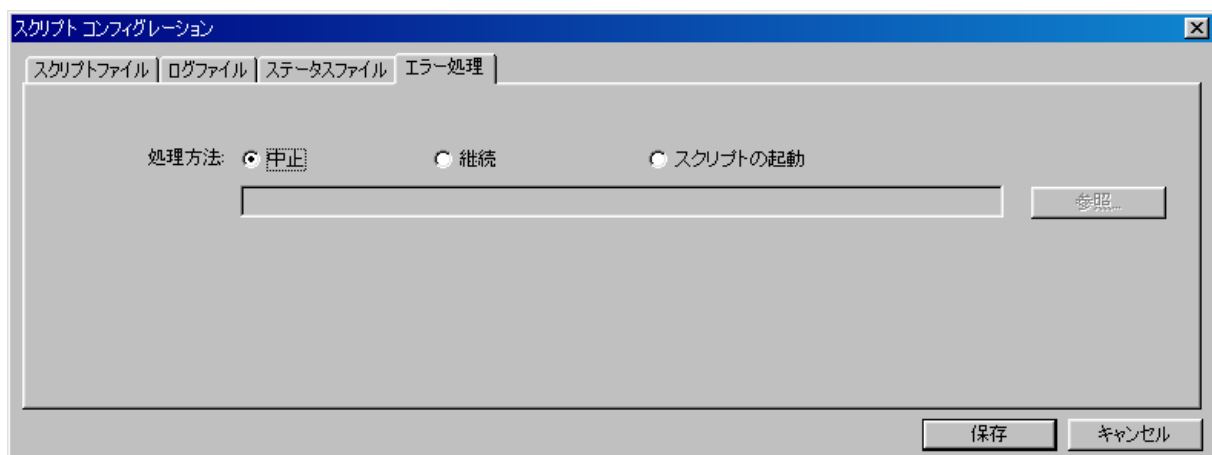 スクリプト コンフィグレーション
スクリプトファイル ログファイル ステータスファイル エラー処理
処理方法: 中止 継続 スクリプトの起動
参照...
保存 キャンセル